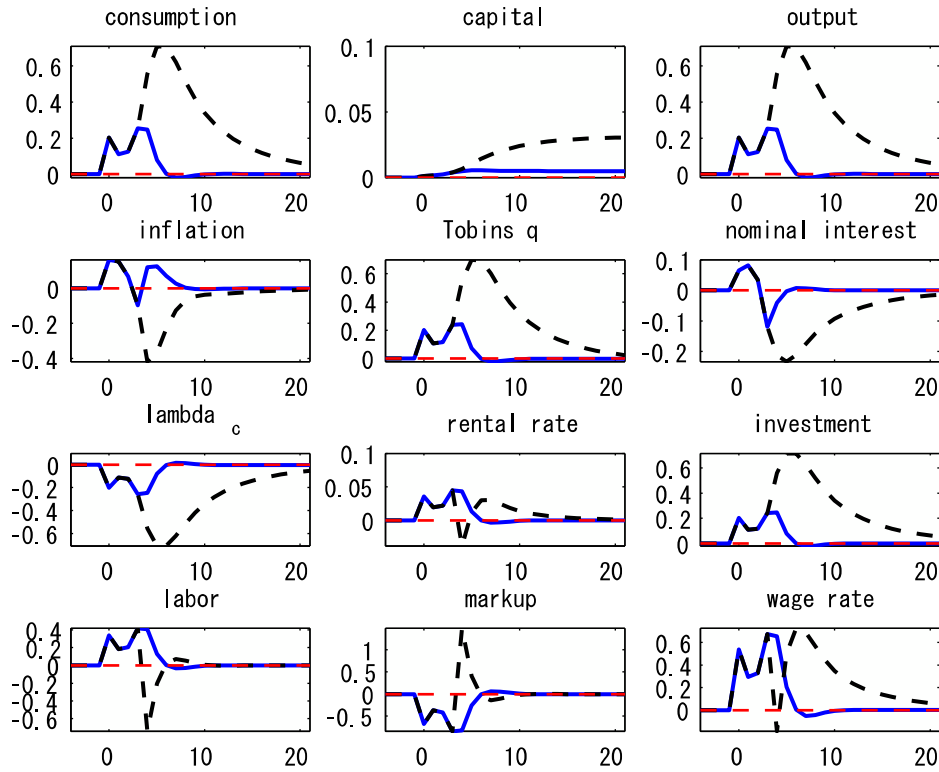 consumption capital output
0.6 0.1
0.4 0.05 0.6
0.2 0.4
0 0 0.2
0
0 10 20 0 10 20 0 10 20
inflation Tobins q nominal interest
0 0.6 0.1
-0.2 0.4 0
-0.4 0.2 -0.1
0 -0.2
0 10 20 0 10 20 0 10 20
lambda c rental rate investment
0 0.1 0.6
-0.2 0.05 0.4
-0.4 0 0.2
-0.6 0
0 10 20 0 10 20 0 10 20
labor markup wage rate
0.4 1 0.6
0.2 0 0.4
0 -0.5 0.2
-0.2 0
-0.4
-0.6
0 10 20 0 10 20 0 10 20